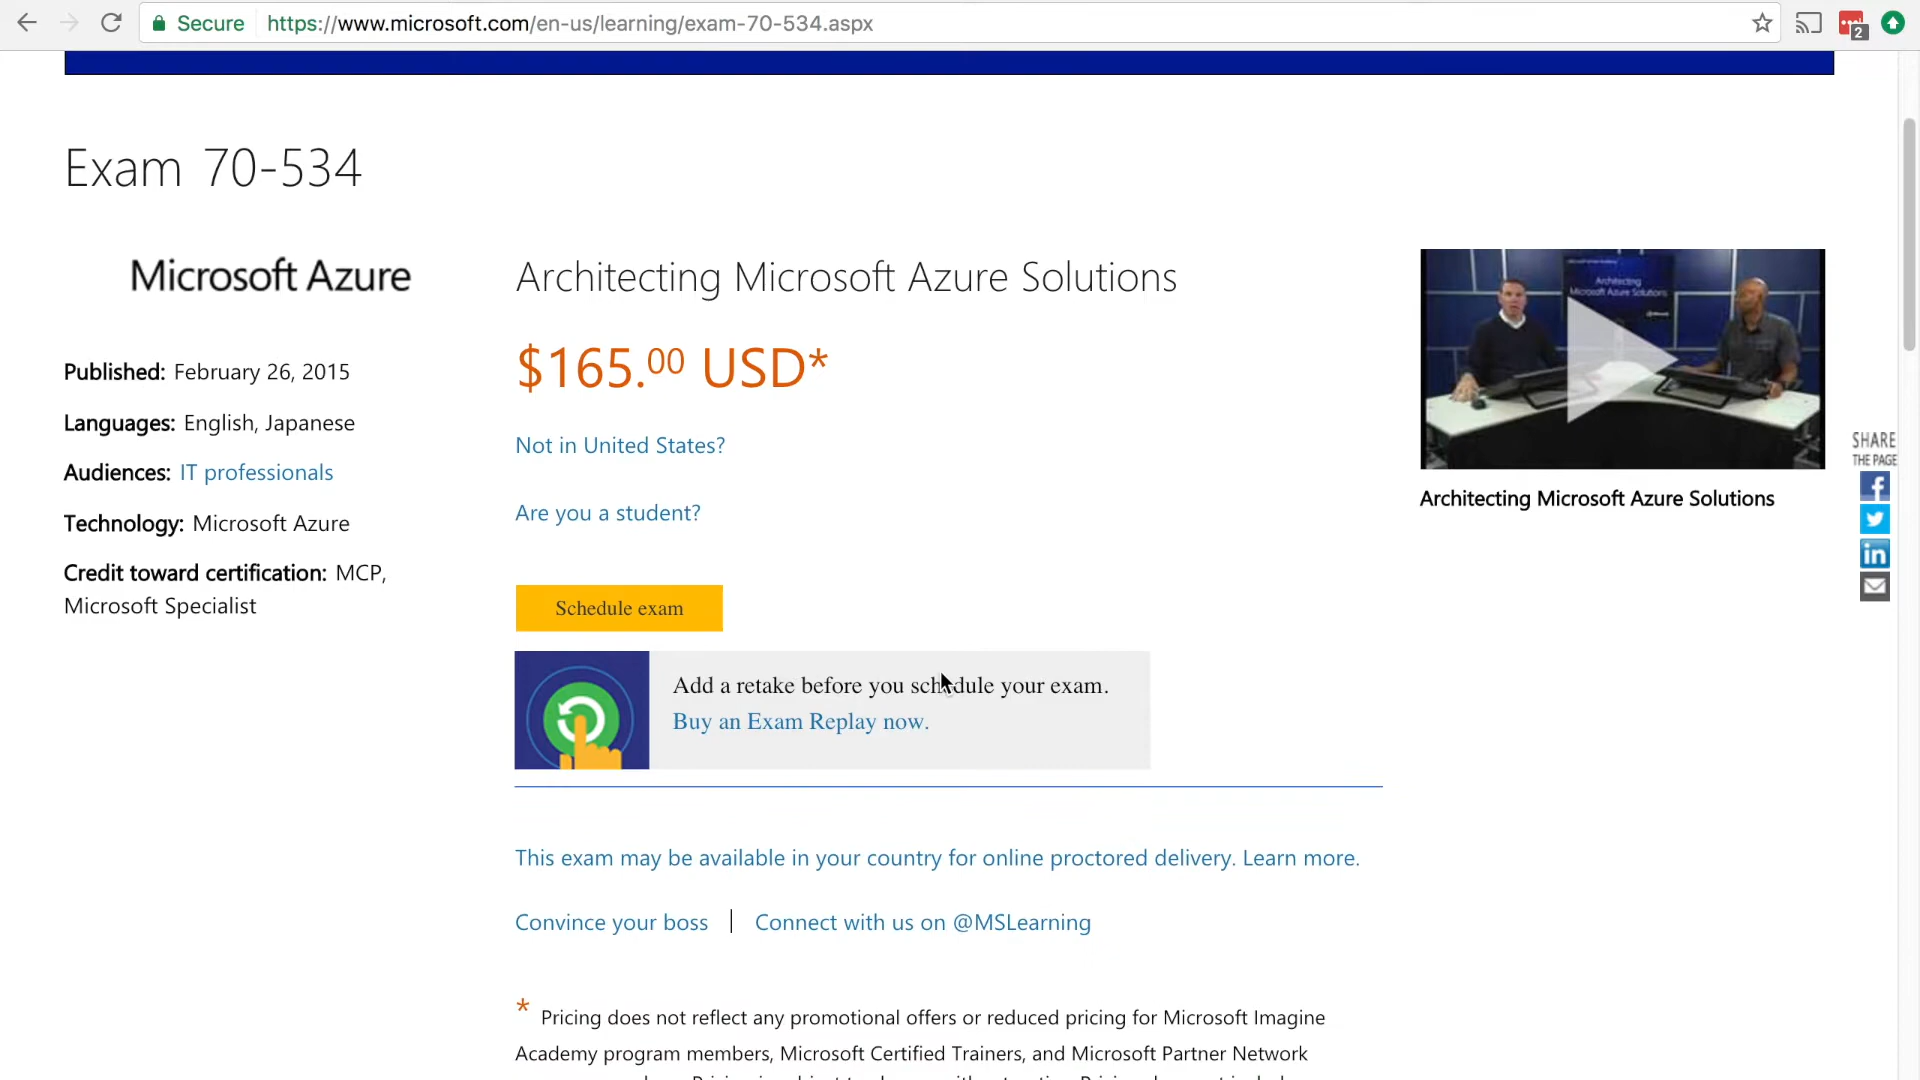 Secure https://www.microsoft.com/en-us/learning/exam-70-534.aspx
2
Exam 70-534
Microsoft Azure
Published: February 26, 2015
Languages: English, Japanese
Audiences: IT professionals
Technology: Microsoft Azure
Credit toward certification: MCP,
Microsoft Specialist
Architecting Microsoft Azure Solutions
$165.00 USD*
Not in United States?
Are you a student?
Schedule exam
Add a retake before you schedule your exam.
Buy an Exam Replay now.
This exam may be available in your country for online proctored delivery. Learn more.
Convince your boss | Connect with us on @MSLearning
* Pricing does not reflect any promotional offers or reduced pricing for Microsoft Imagine
Academy program members, Microsoft Certified Trainers, and Microsoft Partner Network
Architecting
Microsoft Azure Solutions
Architecting Microsoft Azure Solutions
SHARE
THE PAGE